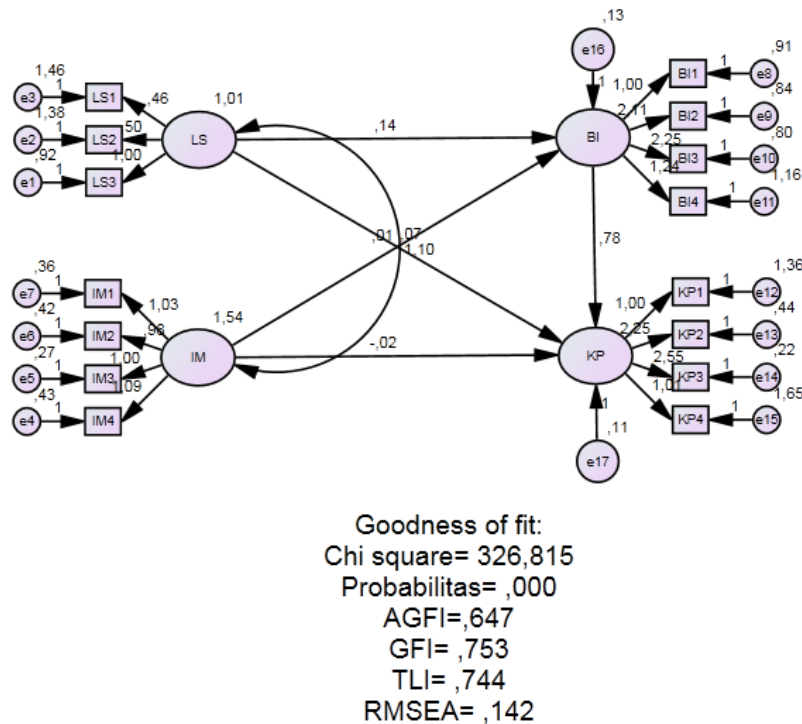 ,13
e16
1
1,46
e3
1
LS1
,46
1,38
e2
1
LS2
,50
,92
e1
1
LS3
1,00
1,01
LS
,14
BI
1,00
BI1
1
,91
e8
2,11
BI2
1
,84
e9
2,25
BI3
1
,80
e10
1,24
BI4
1
1,16
e11
,01
,07
1,10
,78
,36
e7
1
IM1
1,03
,42
e6
1
IM2
,98
,27
e5
1
IM3
1,00
,43
e4
1
IM4
1,09
1,54
IM
-,02
KP
1,00
KP1
1
1,36
e12
2,25
KP2
1
,44
e13
2,55
KP3
1
,22
e14
1,01
KP4
1
1,65
e15
1
,11
e17
Goodness of fit:
Chi square= 326,815
Probabilitas= ,000
AGFI=,647
GFI= ,753
TLI= ,744
RMSEA= ,142